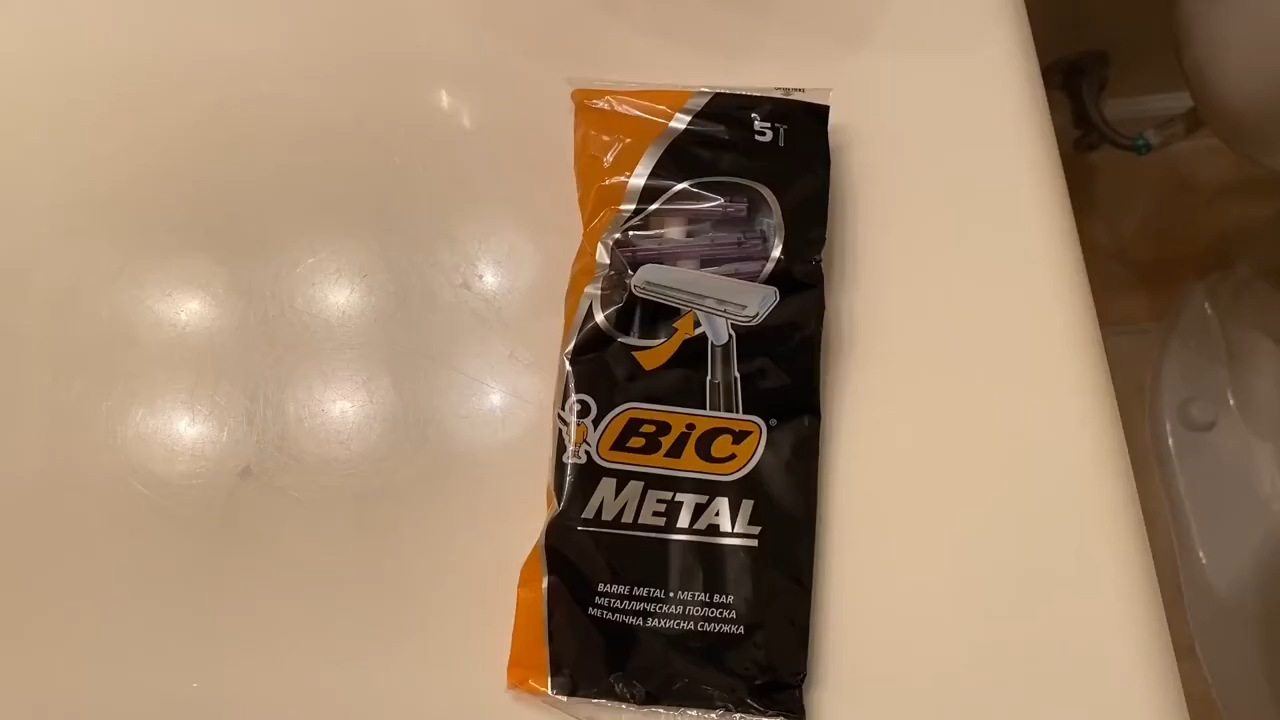 5
BiC
®
METAL
BARRE METAL • METAL BAR
МЕТАЛЛИЧЕСКАЯ ПОЛОСКА
МЕТАЛІЧНА ЗАХИСНА СМУЖКА